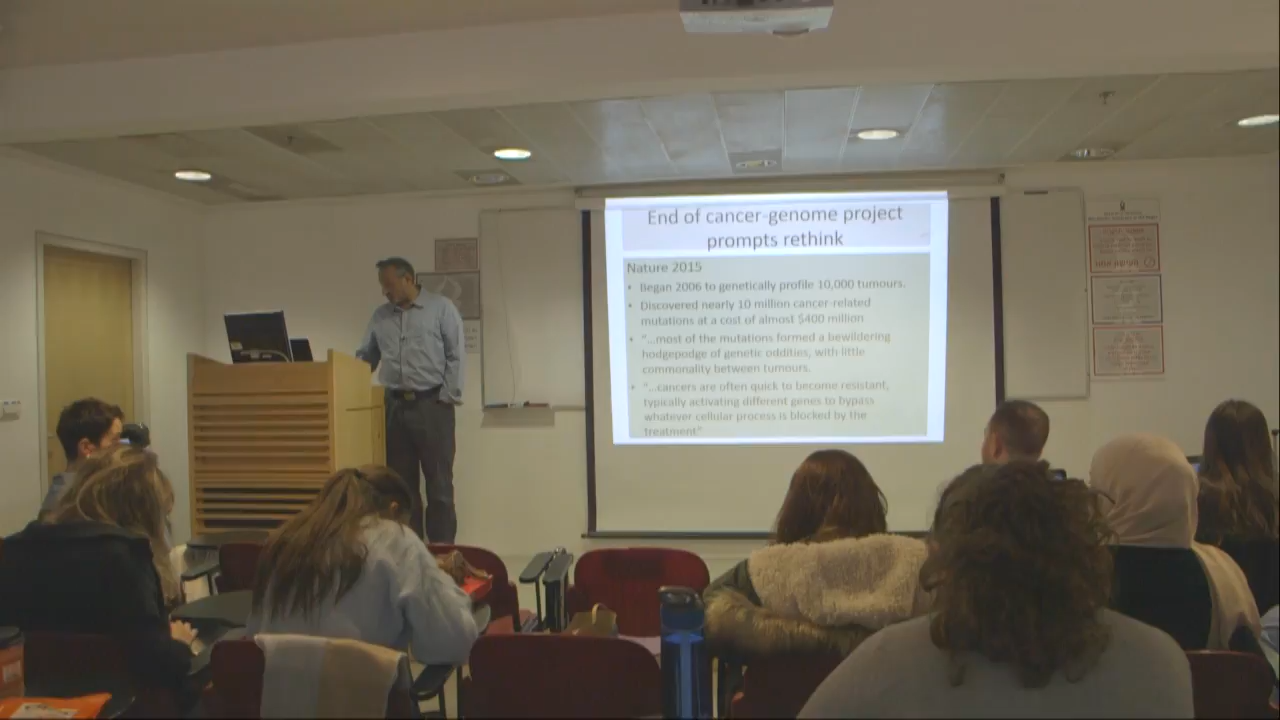 End of cancer-genome project
prompts rethink
Nature 2015
• Began 2006 to genetically profile 10,000 tumours.
• Discovered nearly 10 million cancer-related
mutations at a cost of almost $400 million
• "...most of the mutations formed a bewildering
hodgepodge of genetic oddities, with little
commonality between tumours.
• "...cancers are often quick to become resistant,
typically activating different genes to bypass
whatever cellular process is blocked by the
treatment"